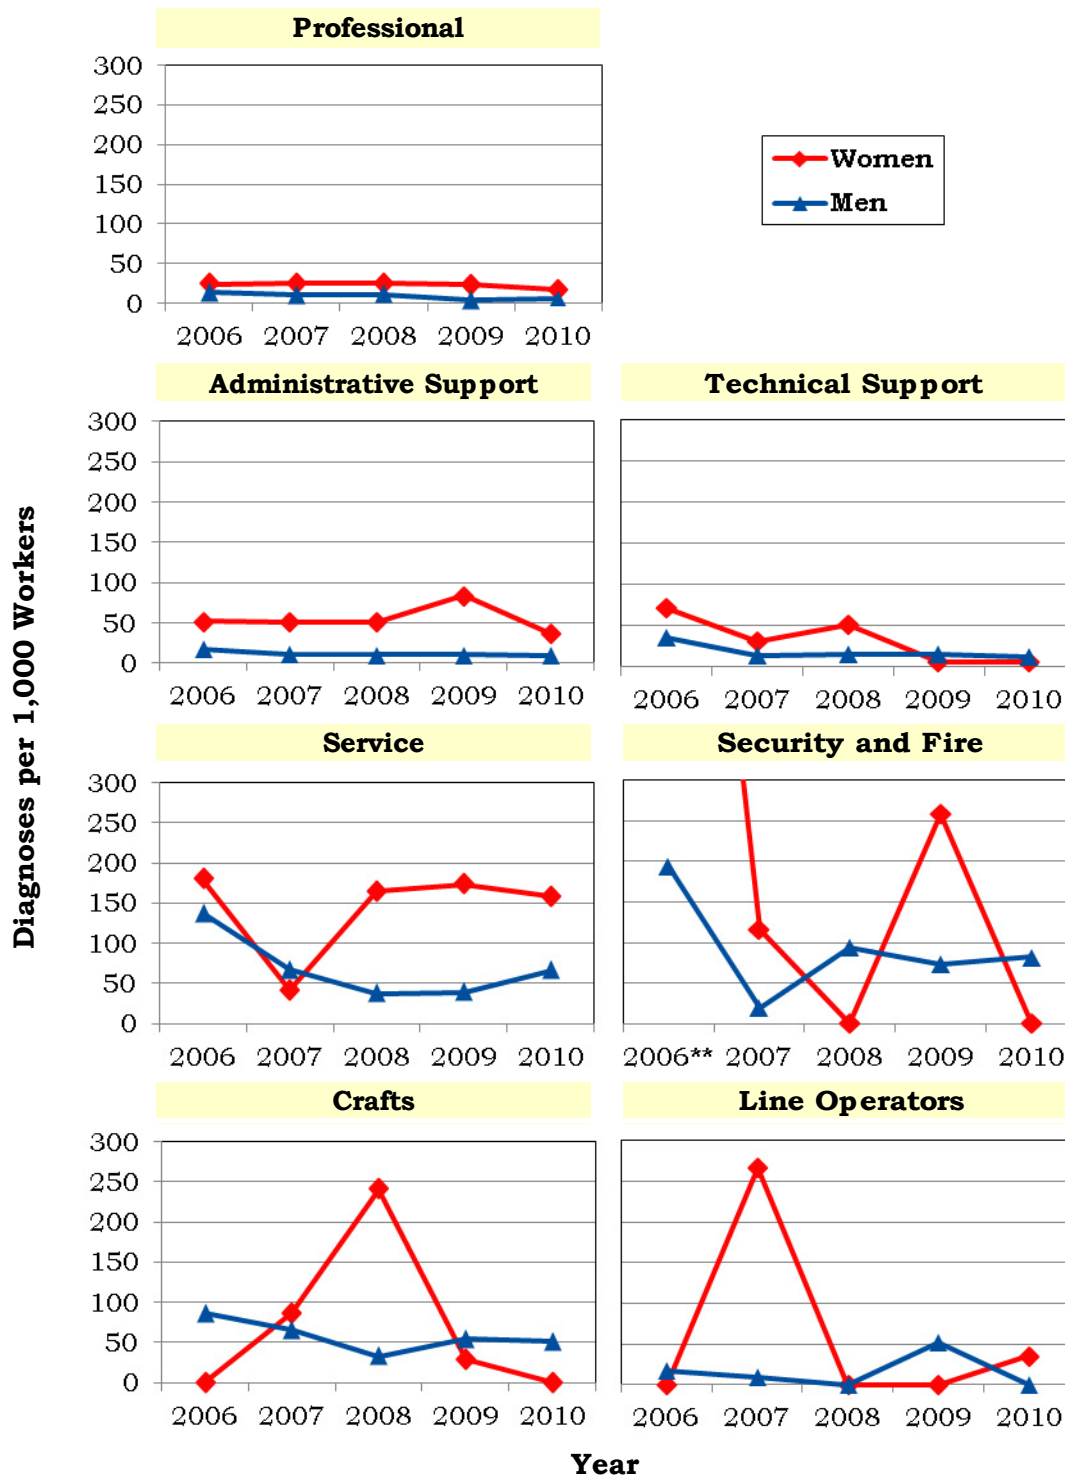 Professional
300
250
200
150
100
50
0
2006 2007 2008 2009 2010
Women
Men
Administrative Support
Technical Support
300
250
200
150
100
50
0
2006 2007 2008 2009 2010
2006 2007 2008 2009 2010
Diagnoses per 1,000 Workers
Service
Security and Fire
300
250
200
150
100
50
0
2006 2007 2008 2009 2010
2006** 2007 2008 2009 2010
Crafts
Line Operators
300
250
200
150
100
50
0
2006 2007 2008 2009 2010
2006 2007 2008 2009 2010
Year